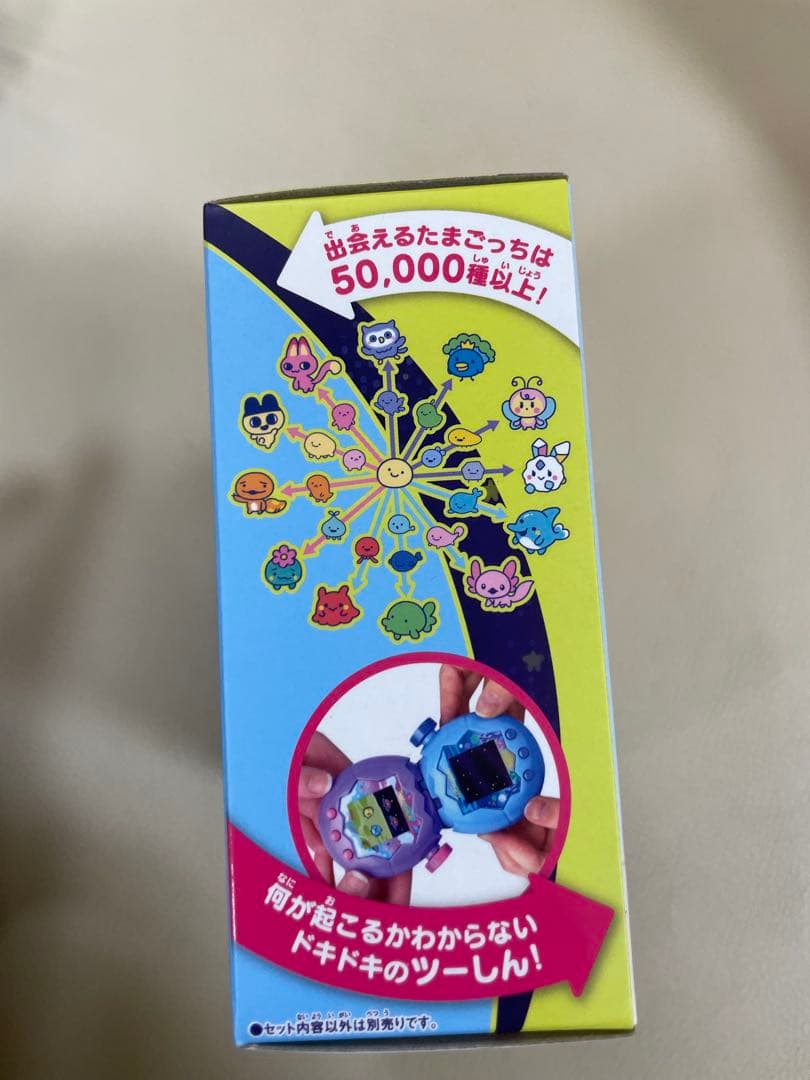 出会えるたまごっちは
50,000種以上!
何が起こるかわからない
ドキドキのツーしん!
●セット内容以外は別売りです。